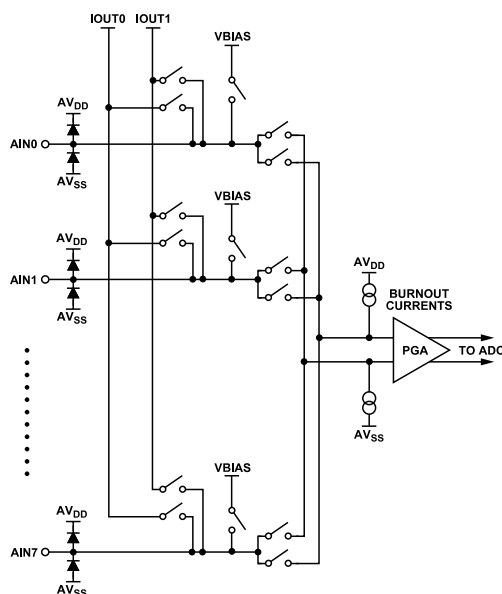 IOUT0 IOUT1
VBIAS
AVDD
AIN0
AVSS
VBIAS
AVDD
AIN1
AVSS
AVDD
BURNOUT
CURRENTS
PGA
TO ADC
AVSS
VBIAS
AVDD
AIN7
AVSS